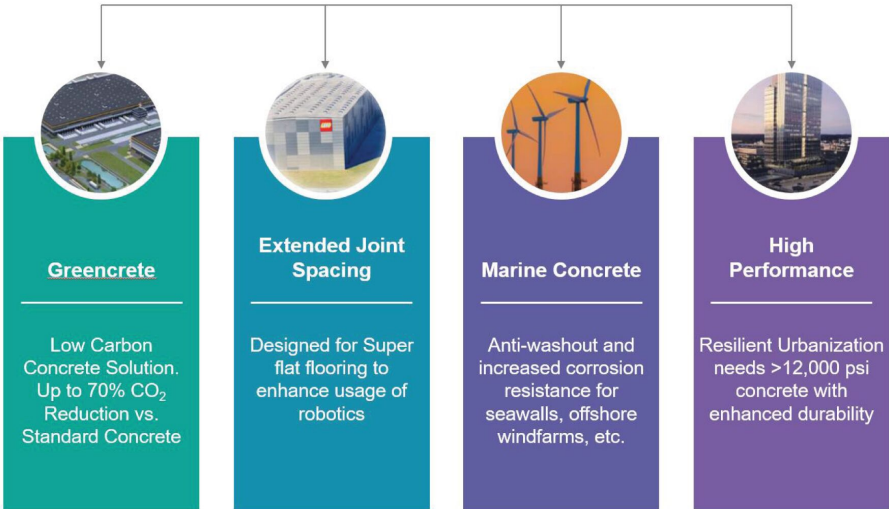 Greencrete
Low Carbon
Concrete Solution.
Up to 70% CO₂
Reduction vs.
Standard Concrete
Extended Joint
Spacing
Designed for Super
flat flooring to
enhance usage of
robotics
Marine Concrete
Anti-washout and
increased corrosion
resistance for
seawalls, offshore
windfarms, etc.
High
Performance
Resilient Urbanization
needs >12,000 psi
concrete with
enhanced durability